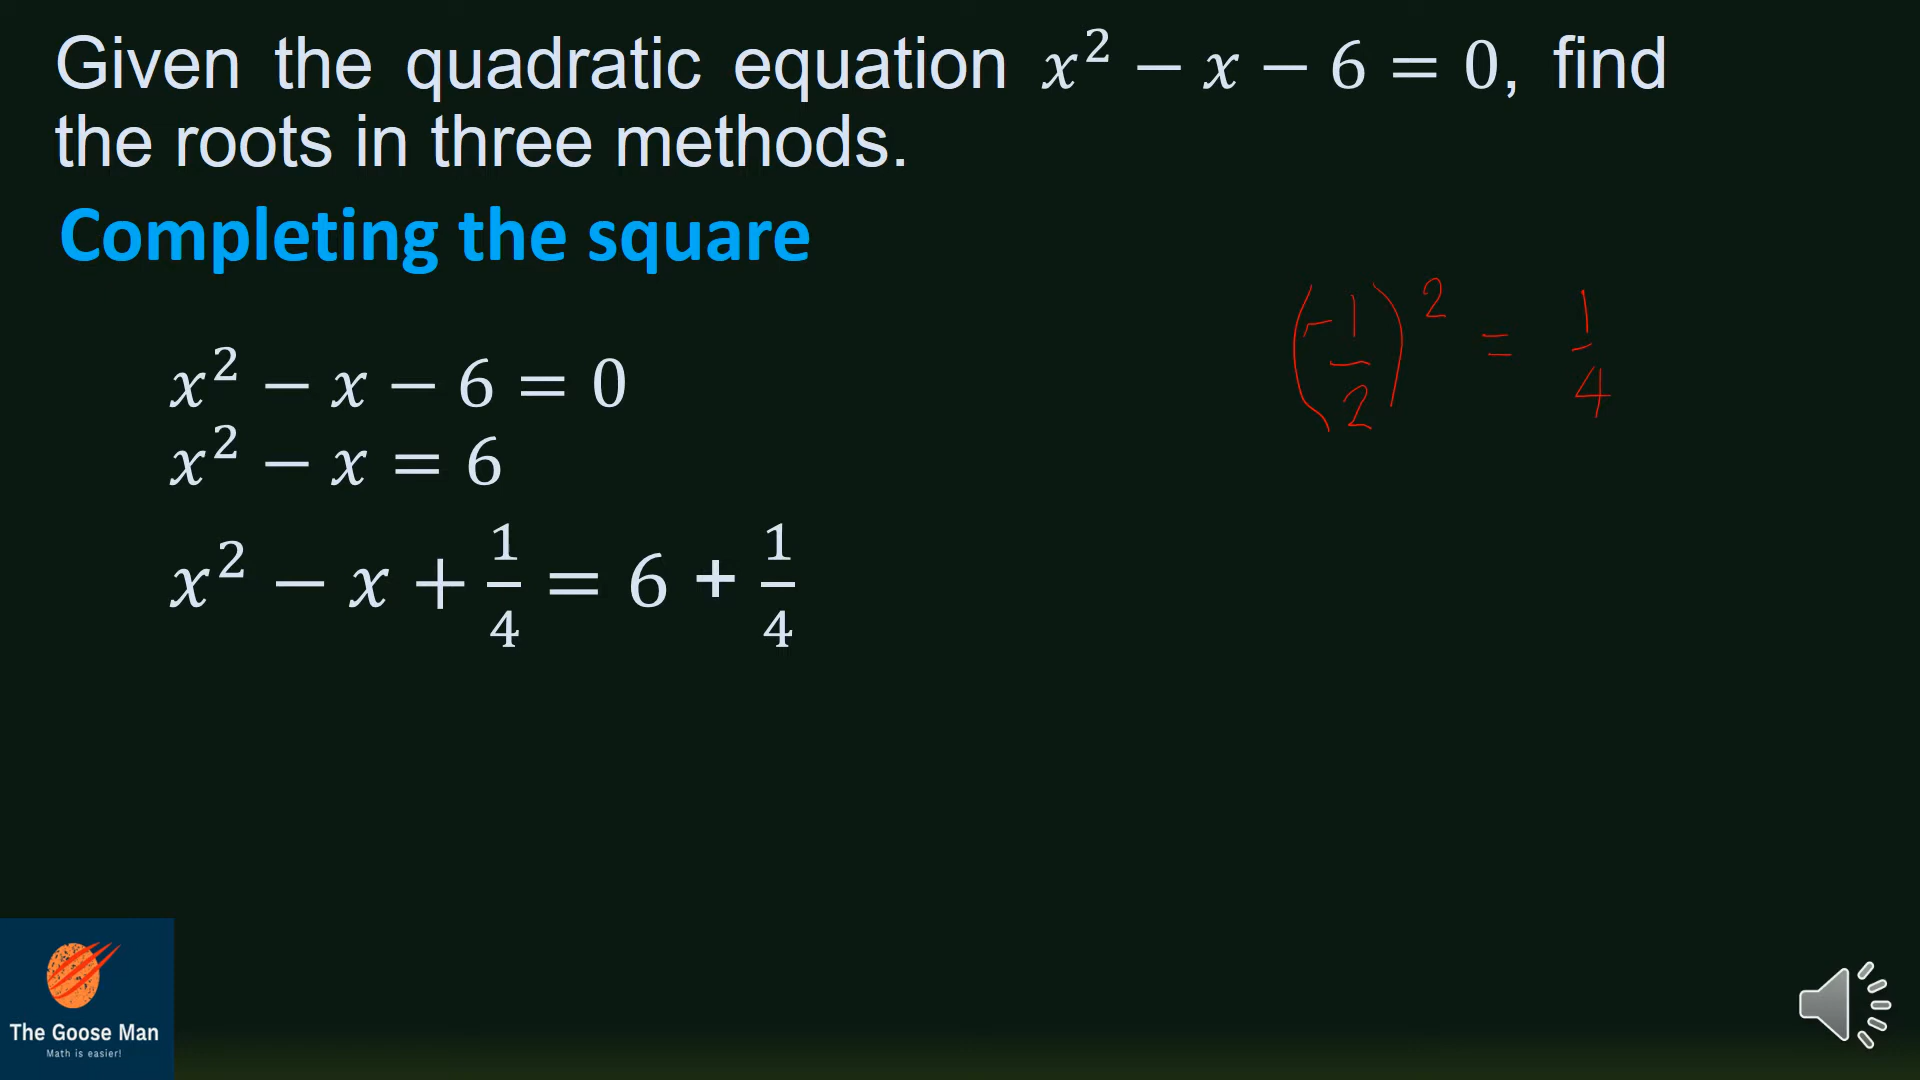 Given the quadratic equation x² − x − 6 = 0, find
the roots in three methods.
Completing the square
(-1/2)² = 1/4
x² − x − 6 = 0
x² − x = 6
x² − x + 1/4 = 6 + 1/4
The Goose Man
Math is easier!